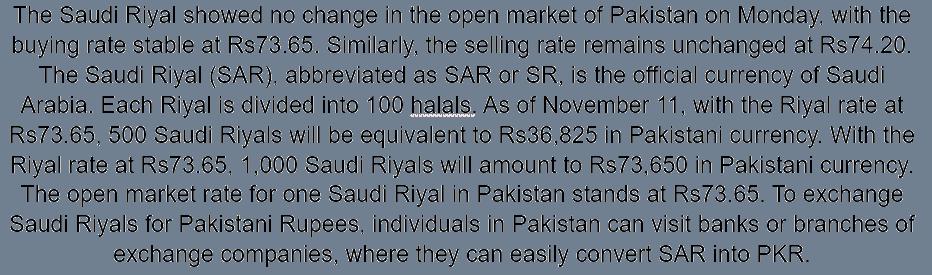 The Saudi Riyal showed no change in the open market of Pakistan on Monday, with the
buying rate stable at Rs73.65. Similarly, the selling rate remains unchanged at Rs74.20.
The Saudi Riyal (SAR), abbreviated as SAR or SR, is the official currency of Saudi
Arabia. Each Riyal is divided into 100 halals. As of November 11, with the Riyal rate at
Rs73.65, 500 Saudi Riyals will be equivalent to Rs36,825 in Pakistani currency. With the
Riyal rate at Rs73.65, 1,000 Saudi Riyals will amount to Rs73,650 in Pakistani currency.
The open market rate for one Saudi Riyal in Pakistan stands at Rs73.65. To exchange
Saudi Riyals for Pakistani Rupees, individuals in Pakistan can visit banks or branches of
exchange companies, where they can easily convert SAR into PKR.